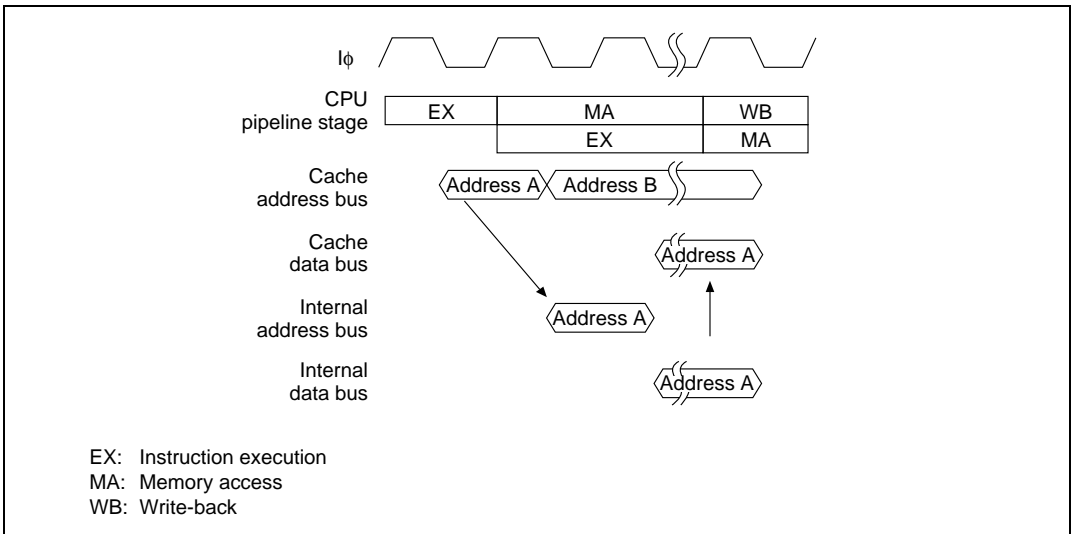 Iϕ
CPU
pipeline stage
EX MA WB
EX MA
Cache
address bus
Address A Address B
Cache
data bus
Address A
Internal
address bus
Address A
Internal
data bus
Address A
EX: Instruction execution
MA: Memory access
WB: Write-back